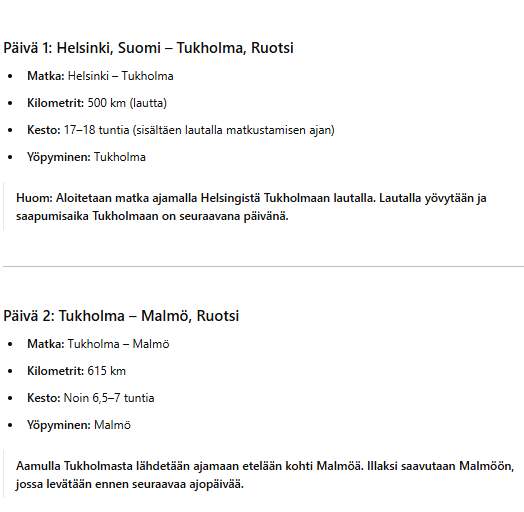 Päivä 1: Helsinki, Suomi – Tukholma, Ruotsi
• Matka: Helsinki – Tukholma
• Kilometrit: 500 km (lautta)
• Kesto: 17–18 tuntia (sisältäen lautalla matkustamisen ajan)
• Yöpyminen: Tukholma
Huom: Aloitetaan matka ajamalla Helsingistä Tukholmaan lautalla. Lautalla yövytään ja
saapumisaika Tukholmaan on seuraavana päivänä.
Päivä 2: Tukholma – Malmö, Ruotsi
• Matka: Tukholma – Malmö
• Kilometrit: 615 km
• Kesto: Noin 6,5–7 tuntia
• Yöpyminen: Malmö
Aamulla Tukholmasta lähdetään ajamaan etelään kohti Malmöä. Illaksi saavutaan Malmöön,
jossa levätään ennen seuraavaa ajopäivää.